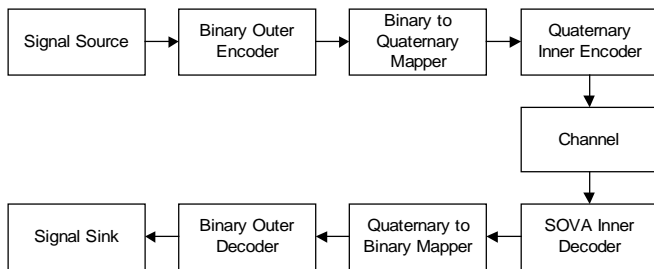 Signal Source
Binary Outer
Encoder
Binary to
Quaternary
Mapper
Quaternary
Inner Encoder
Channel
Signal Sink
Binary Outer
Decoder
Quaternary to
Binary Mapper
SOVA Inner
Decoder